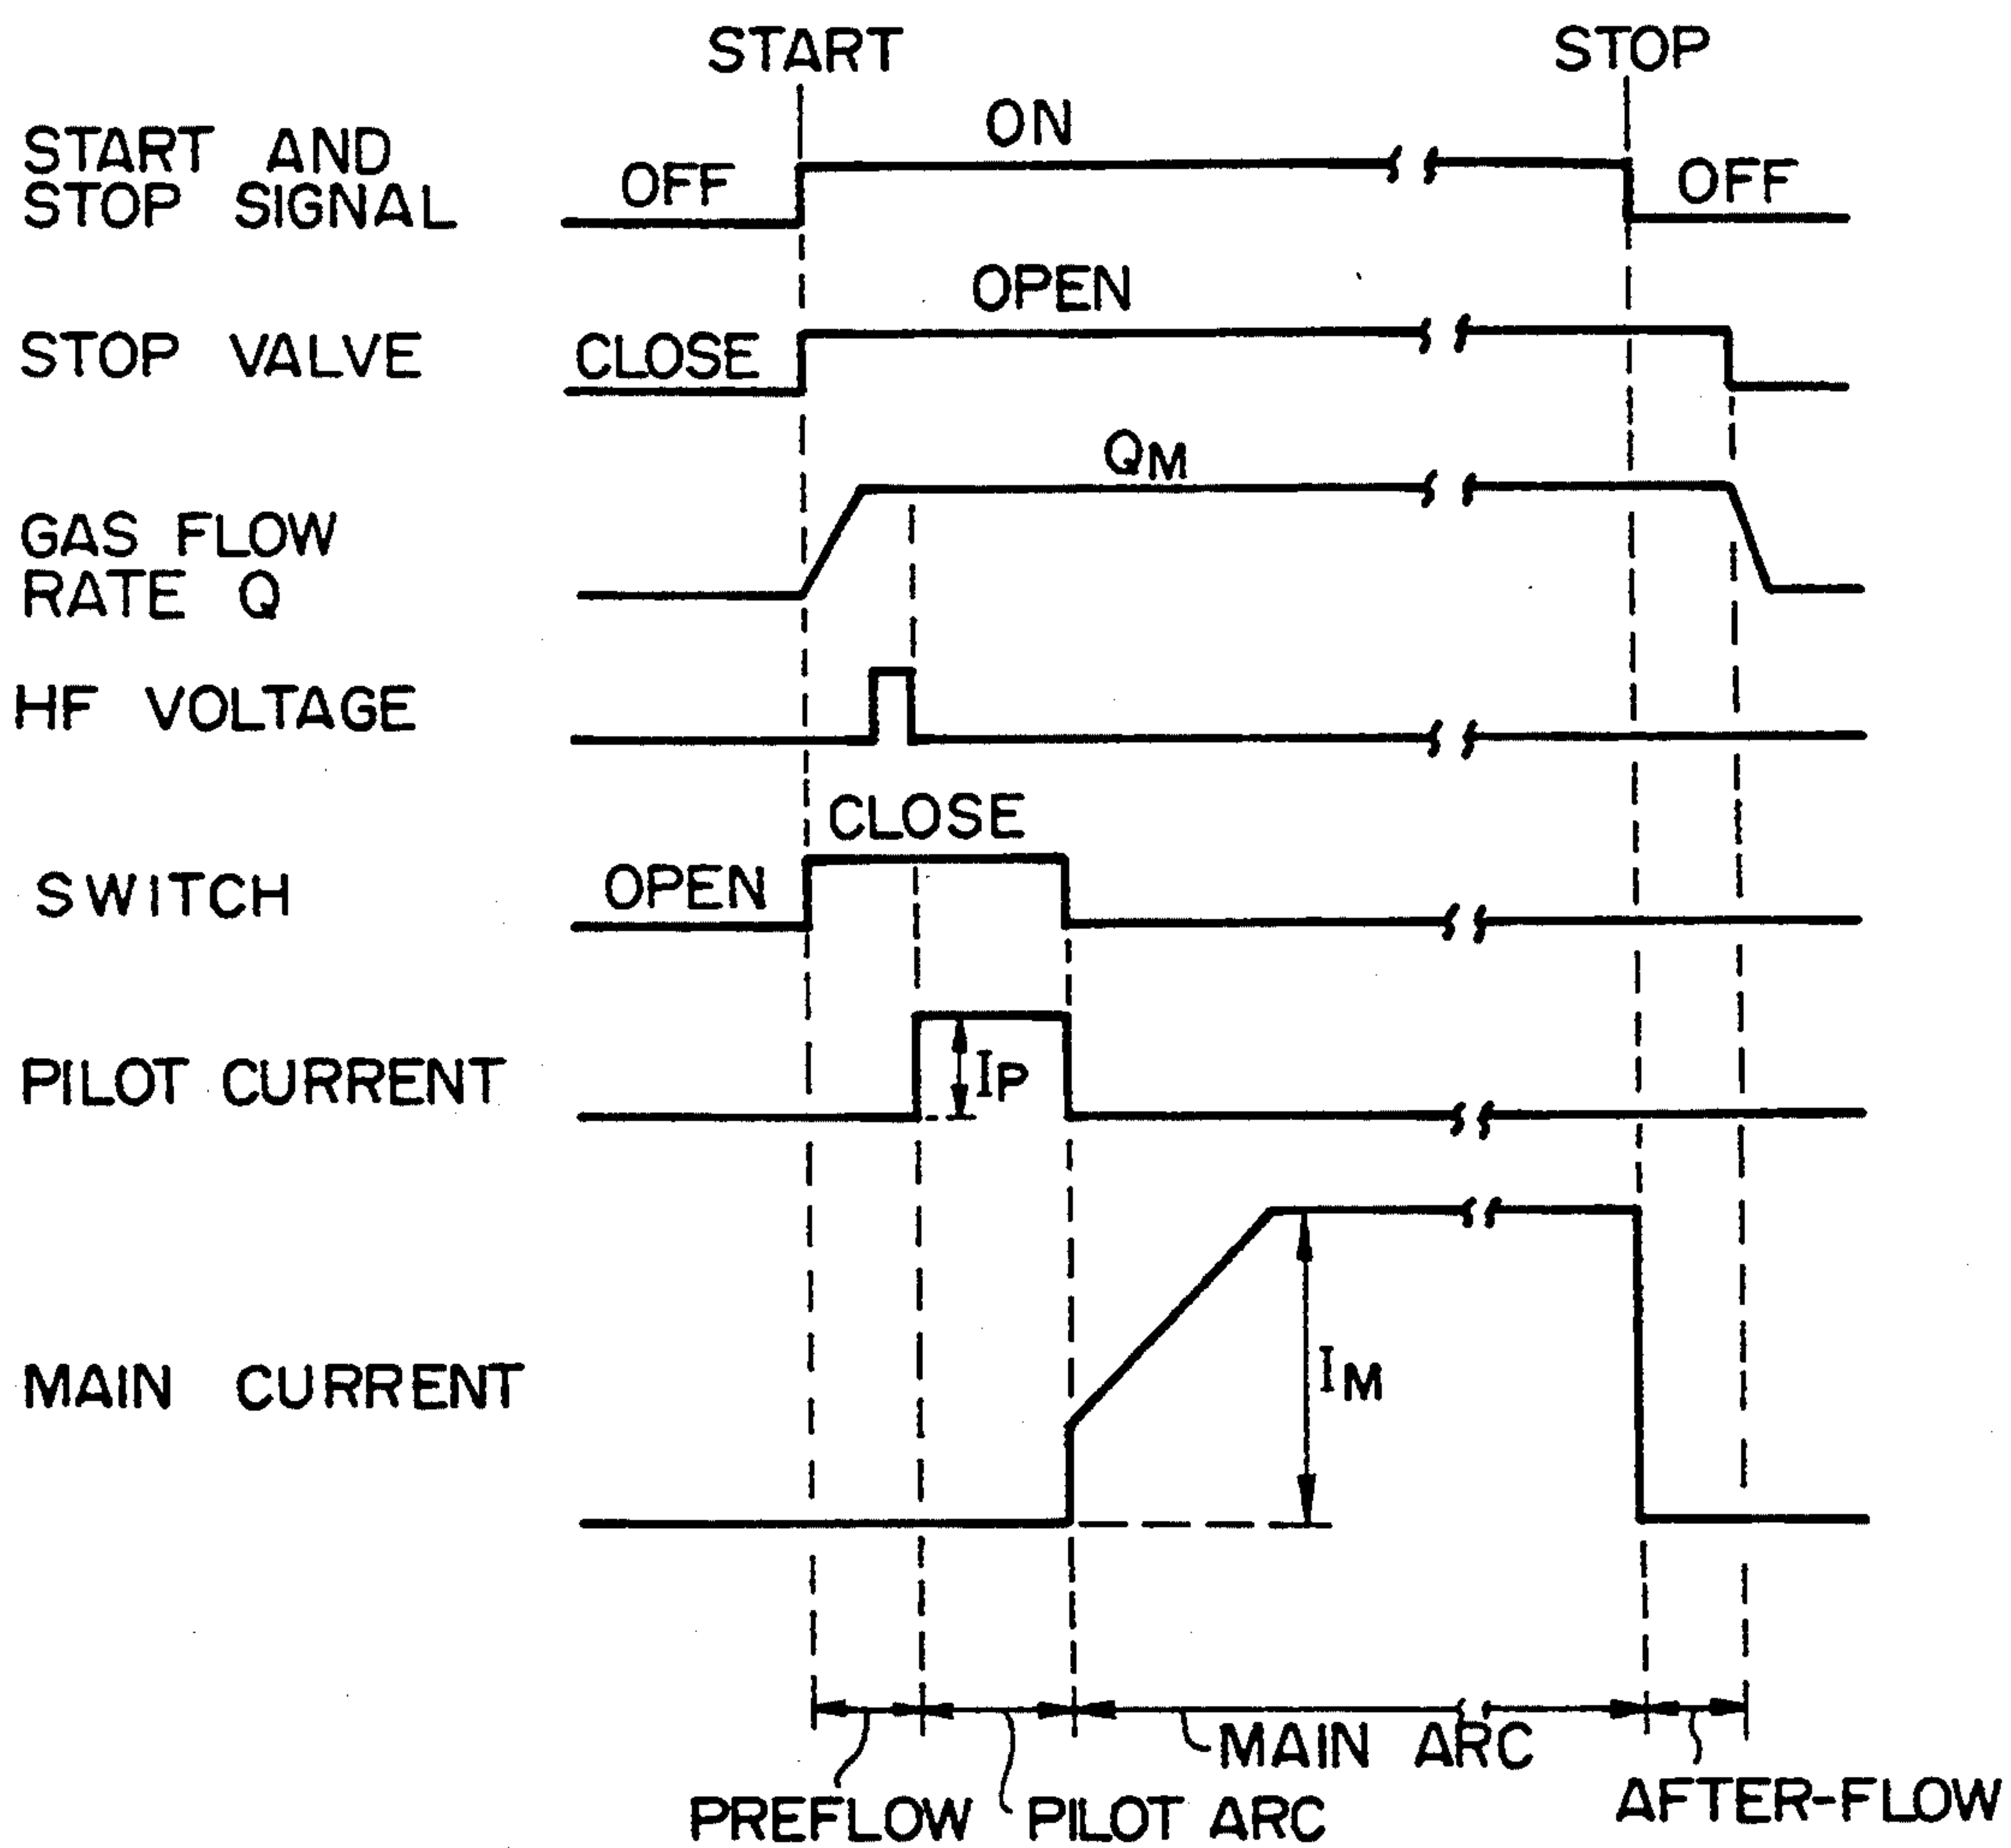 START
STOP
START AND
STOP SIGNAL
OFF
ON
OFF
STOP VALVE
CLOSE
OPEN
GAS FLOW
RATE Q
QM
HF VOLTAGE
SWITCH
OPEN
CLOSE
PILOT CURRENT
IP
MAIN CURRENT
IM
PREFLOW
PILOT ARC
MAIN ARC
AFTER-FLOW